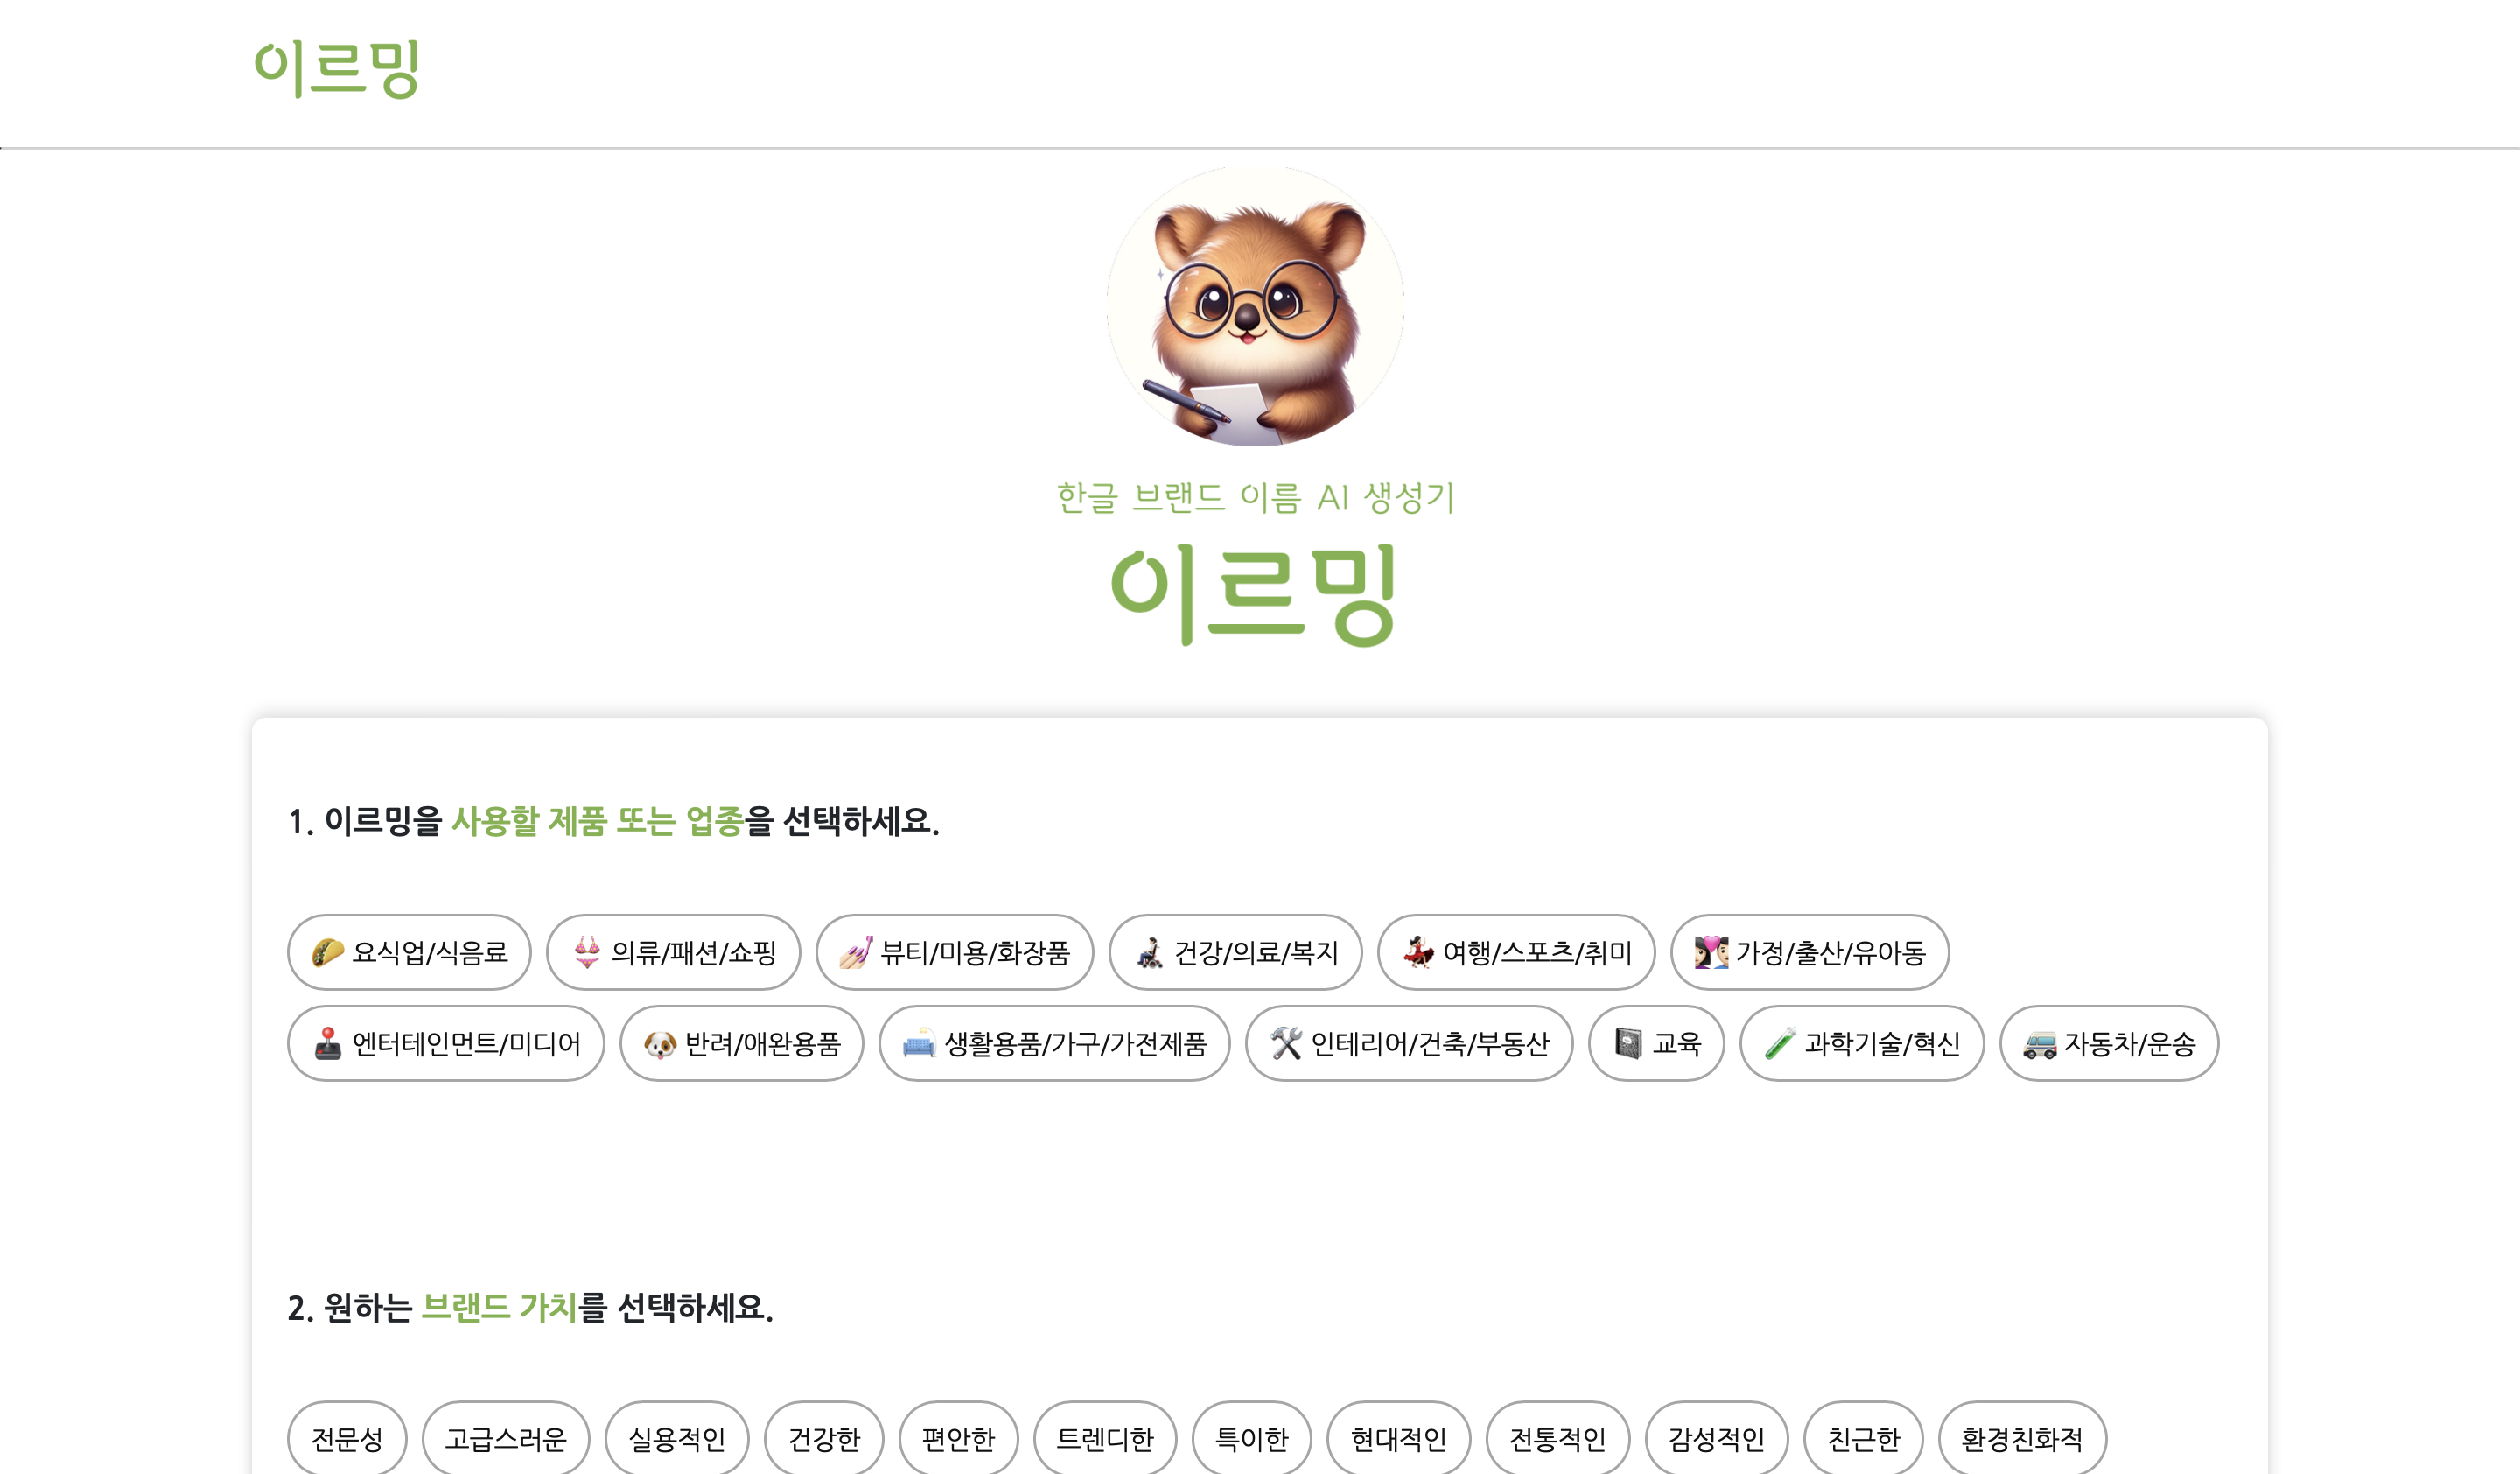 이르밍
한글 브랜드 이름 AI 생성기
이르밍
1. 이르밍을 사용할 제품 또는 업종을 선택하세요.
요식업/식음료 의류/패션/쇼핑 뷰티/미용/화장품 건강/의료/복지 여행/스포츠/취미 가정/출산/유아동
엔터테인먼트/미디어 반려/애완용품 생활용품/가구/가전제품 인테리어/건축/부동산 교육 과학기술/혁신 자동차/운송
2. 원하는 브랜드 가치를 선택하세요.
전문성 고급스러운 실용적인 건강한 편안한 트렌디한 특이한 현대적인 전통적인 감성적인 친근한 환경친화적